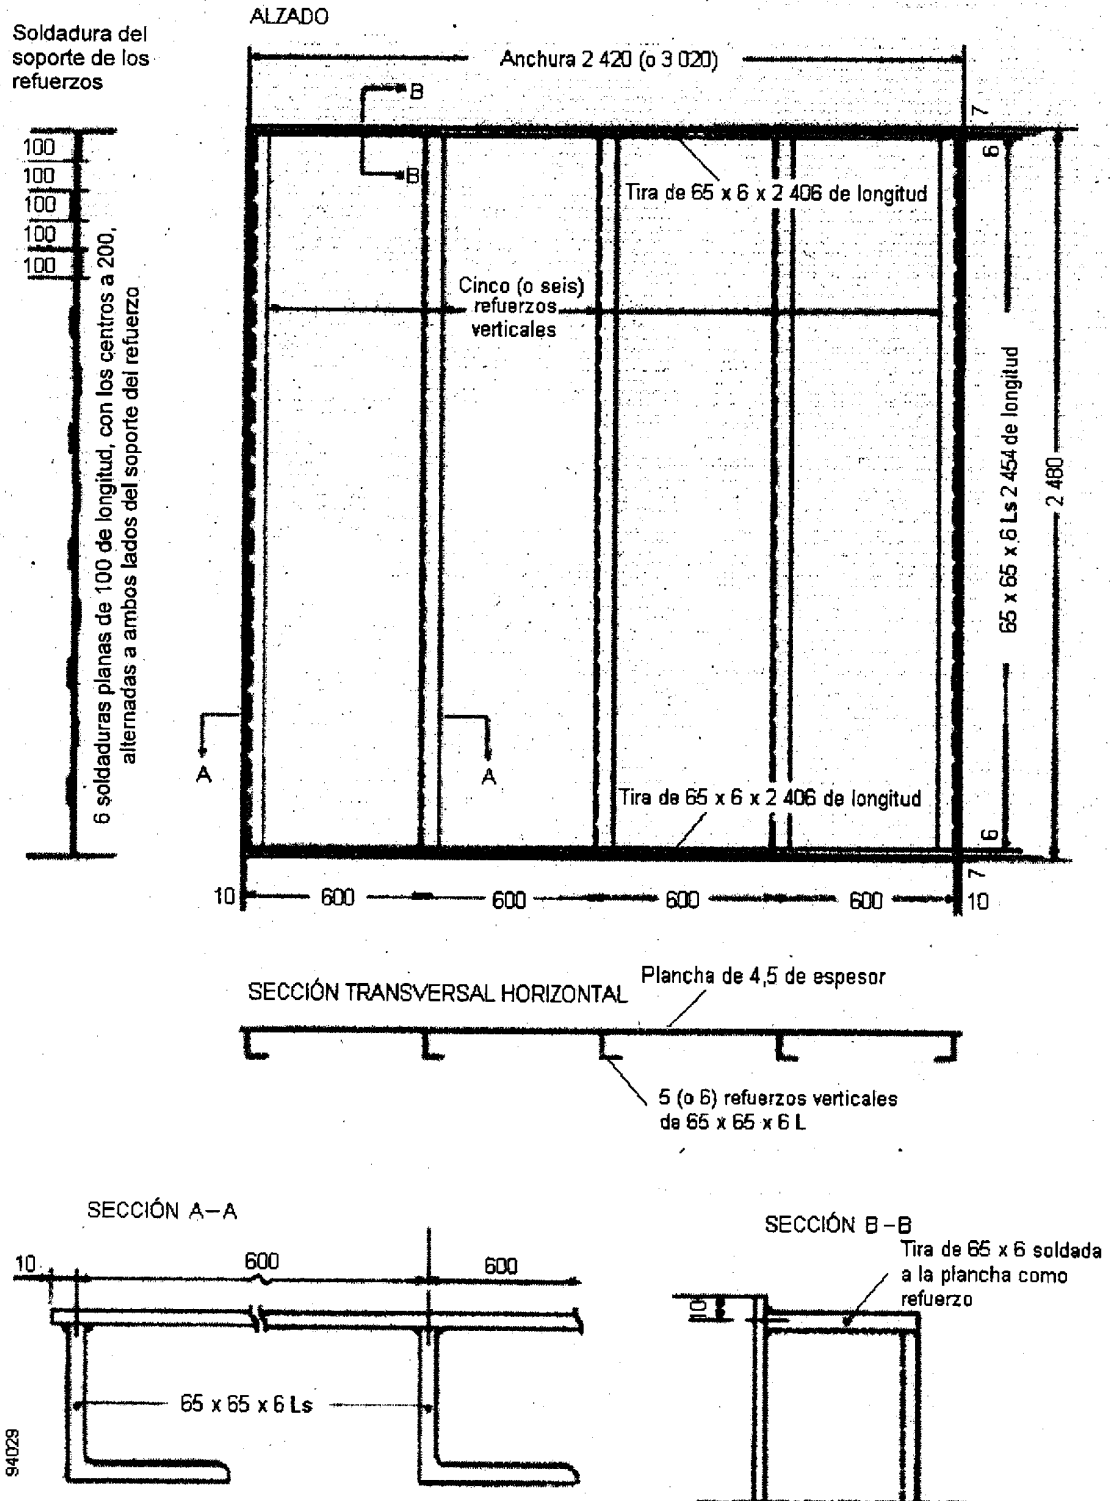 ALZADO
Soldadura del
soporte de los
refuerzos
Anchura 2 420 (o 3 020)
B
B
7
6
100
100
100
100
100
Tira de 65 x 6 x 2 406 de longitud
6 soldaduras planas de 100 de longitud, con los centros a 200,
alternadas a ambos lados del soporte del refuerzo
Cinco (o seis)
refuerzos
verticales
65 x 65 x 6 Ls 2 454 de longitud
2 480
A
A
Tira de 65 x 6 x 2 406 de longitud
6
7
10
600
600
600
600
10
SECCIÓN TRANSVERSAL HORIZONTAL
Plancha de 4,5 de espesor
5 (o 6) refuerzos verticales
de 65 x 65 x 6 L
SECCIÓN A-A
10
600
600
65 x 65 x 6 Ls
SECCIÓN B-B
Tira de 65 x 6 soldada
a la plancha como
refuerzo
10
94029